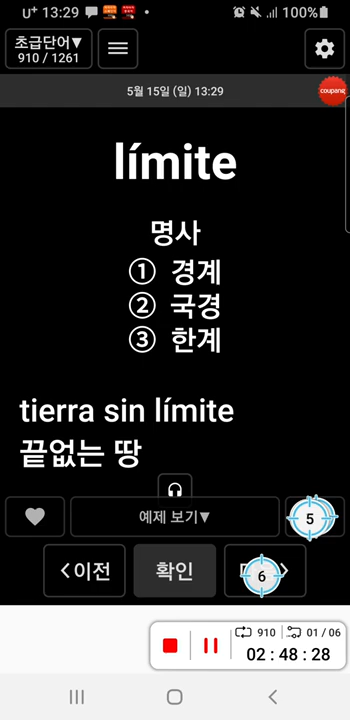 U+ 13:29 100%
초급단어▼
910 / 1261
5월 15일 (일) 13:29
coupang
límite
명사
① 경계
② 국경
③ 한계
tierra sin límite
끝없는 땅
예제 보기▼
5
<이전
확인
6
>
910 01 / 06
02 : 48 : 28